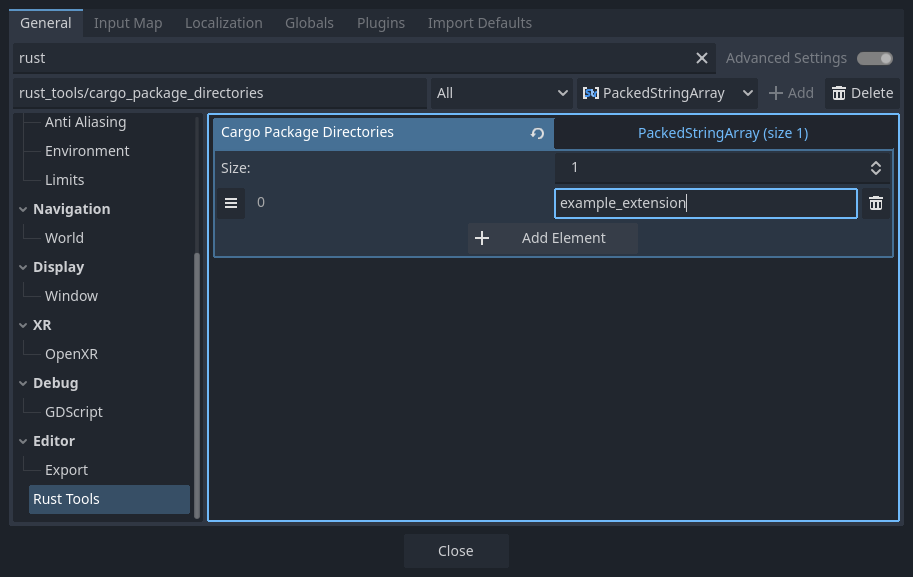 General Input Map Localization Globals Plugins Import Defaults
rust Advanced Settings
rust_tools/cargo_package_directories All PackedStringArray Add Delete
Anti Aliasing
Environment
Limits
Navigation
World
Display
Window
XR
OpenXR
Debug
GDScript
Editor
Export
Rust Tools
Cargo Package Directories PackedStringArray (size 1)
Size: 1
0 example_extension
Add Element
Close